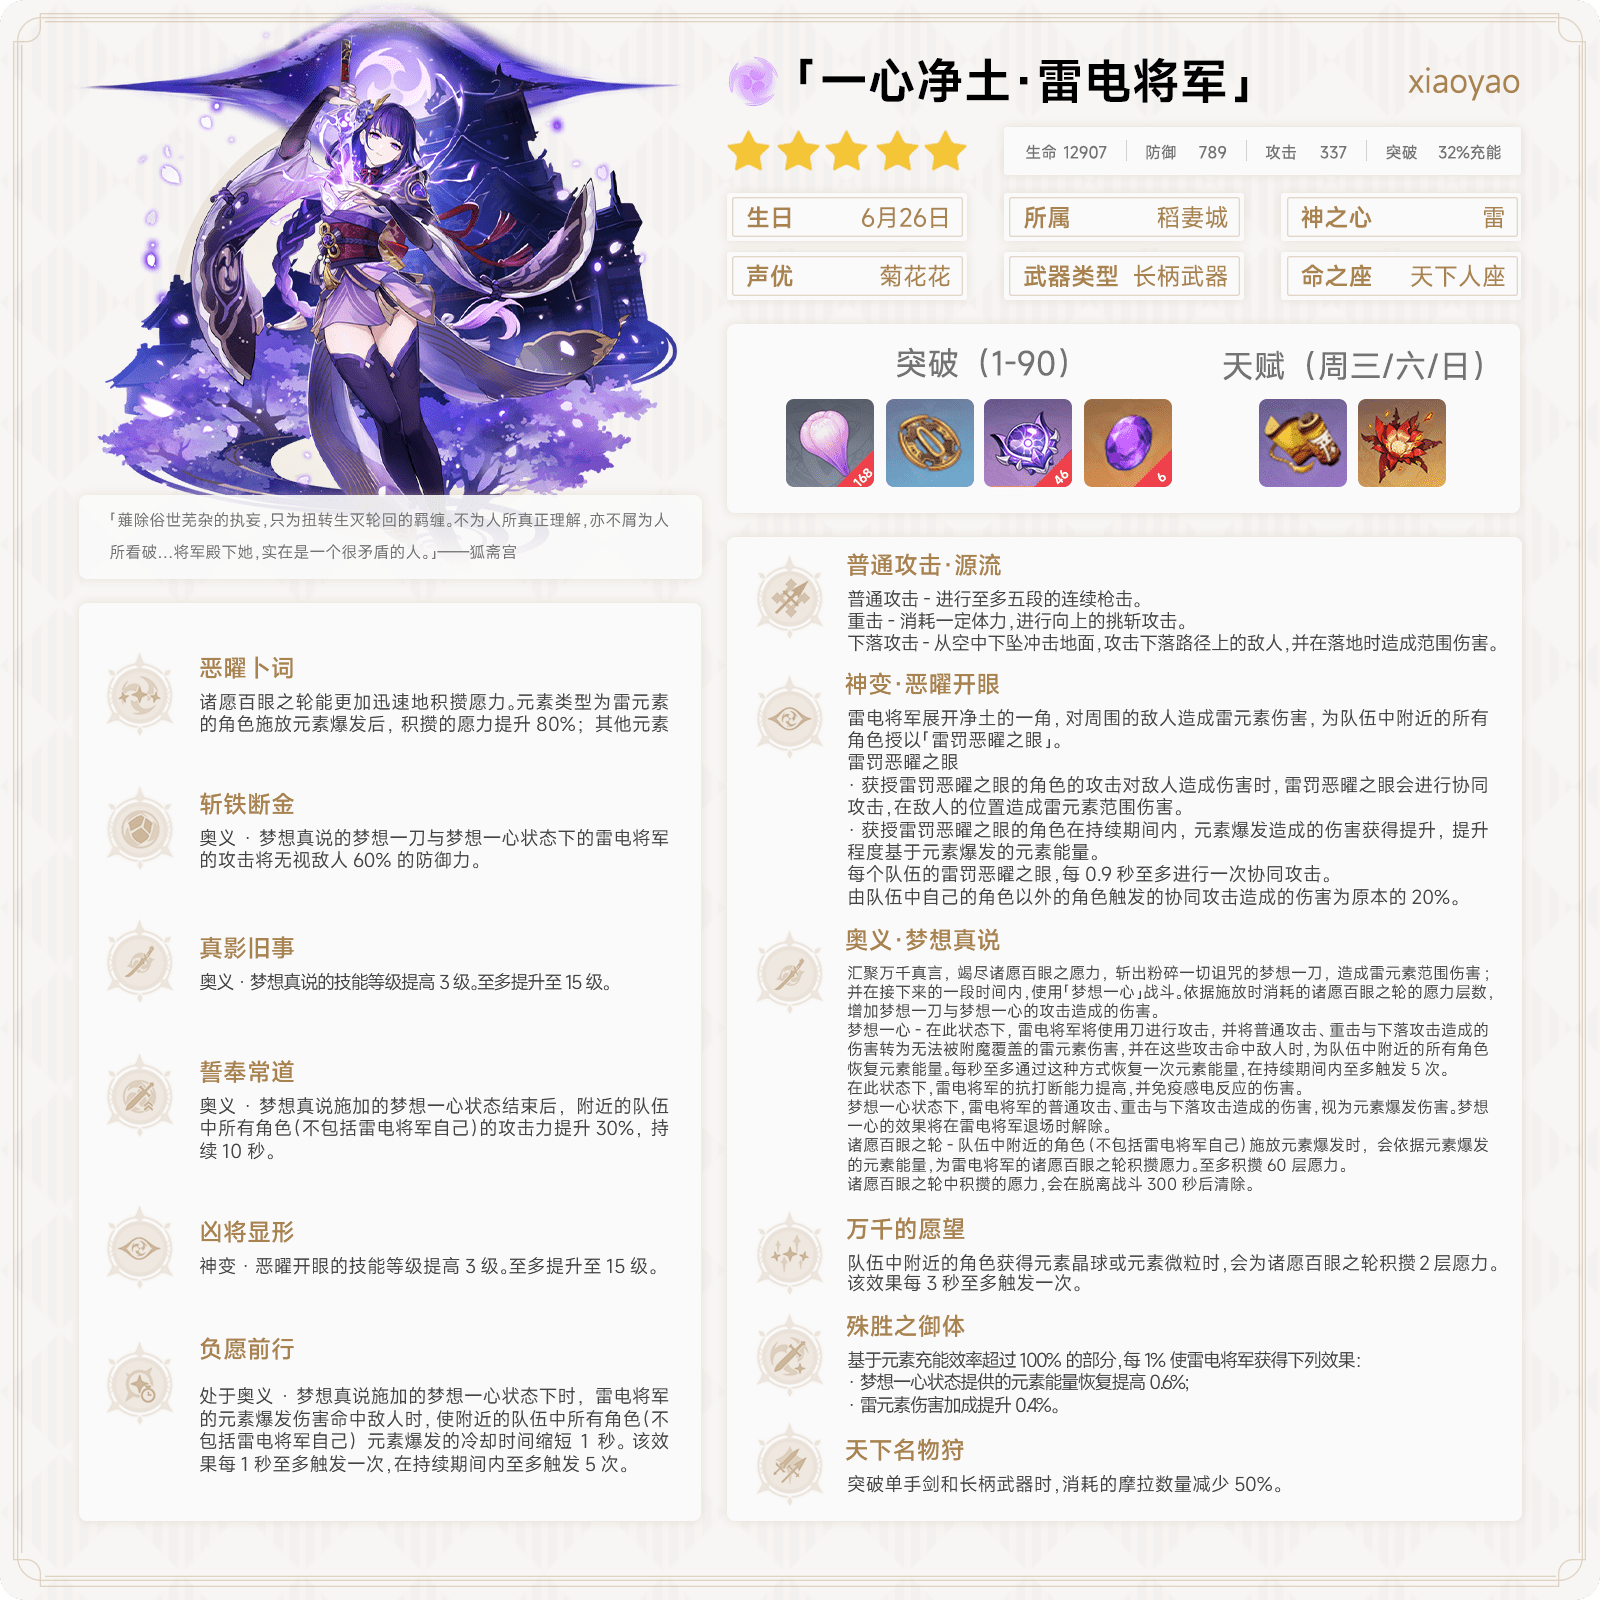 「一心净土·雷电将军」
xiaoyao
生命 12907 防御 789 攻击 337 突破 32%充能
生日 6月26日
所属 稻妻城
神之心 雷
声优 菊花花
武器类型 长柄武器
命之座 天下人座
突破（1-90）
天赋（周三/六/日）
168
46
6
「薙除俗世芜杂的执妄,只为扭转生灭轮回的羁缠。不为人所真正理解,亦不屑为人
所看破...将军殿下她,实在是一个很矛盾的人。」——狐斋宫
恶曜卜词
诸愿百眼之轮能更加迅速地积攒愿力。元素类型为雷元素
的角色施放元素爆发后，积攒的愿力提升 80%；其他元素
斩铁断金
奥义 · 梦想真说的梦想一刀与梦想一心状态下的雷电将军
的攻击将无视敌人 60% 的防御力。
真影旧事
奥义 · 梦想真说的技能等级提高 3 级。至多提升至 15 级。
誓奉常道
奥义 · 梦想真说施加的梦想一心状态结束后，附近的队伍
中所有角色(不包括雷电将军自己)的攻击力提升 30%，持
续 10 秒。
凶将显形
神变 · 恶曜开眼的技能等级提高 3 级。至多提升至 15 级。
负愿前行
处于奥义 · 梦想真说施加的梦想一心状态下时，雷电将军
的元素爆发伤害命中敌人时, 使附近的队伍中所有角色(不
包括雷电将军自己）元素爆发的冷却时间缩短 1 秒。该效
果每 1 秒至多触发一次,在持续期间内至多触发 5 次。
普通攻击·源流
普通攻击 - 进行至多五段的连续枪击。
重击 - 消耗一定体力,进行向上的挑斩攻击。
下落攻击 - 从空中下坠冲击地面,攻击下落路径上的敌人,并在落地时造成范围伤害。
神变·恶曜开眼
雷电将军展开净土的一角，对周围的敌人造成雷元素伤害，为队伍中附近的所有
角色授以「雷罚恶曜之眼」。
雷罚恶曜之眼
· 获授雷罚恶曜之眼的角色的攻击对敌人造成伤害时，雷罚恶曜之眼会进行协同
攻击,在敌人的位置造成雷元素范围伤害。
· 获授雷罚恶曜之眼的角色在持续期间内，元素爆发造成的伤害获得提升，提升
程度基于元素爆发的元素能量。
每个队伍的雷罚恶曜之眼,每 0.9 秒至多进行一次协同攻击。
由队伍中自己的角色以外的角色触发的协同攻击造成的伤害为原本的 20%。
奥义·梦想真说
汇聚万千真言，竭尽诸愿百眼之愿力，斩出粉碎一切诅咒的梦想一刀，造成雷元素范围伤害；
并在接下来的一段时间内,使用「梦想一心」战斗。依据施放时消耗的诸愿百眼之轮的愿力层数,
增加梦想一刀与梦想一心的攻击造成的伤害。
梦想一心 - 在此状态下，雷电将军将使用刀进行攻击，并将普通攻击、重击与下落攻击造成的
伤害转为无法被附魔覆盖的雷元素伤害,并在这些攻击命中敌人时,为队伍中附近的所有角色
恢复元素能量。每秒至多通过这种方式恢复一次元素能量,在持续期间内至多触发 5 次。
在此状态下,雷电将军的抗打断能力提高,并免疫感电反应的伤害。
梦想一心状态下,雷电将军的普通攻击、重击与下落攻击造成的伤害,视为元素爆发伤害。梦想
一心的效果将在雷电将军退场时解除。
诸愿百眼之轮 - 队伍中附近的角色(不包括雷电将军自己)施放元素爆发时，会依据元素爆发
的元素能量,为雷电将军的诸愿百眼之轮积攒愿力。至多积攒 60 层愿力。
诸愿百眼之轮中积攒的愿力,会在脱离战斗 300 秒后清除。
万千的愿望
队伍中附近的角色获得元素晶球或元素微粒时,会为诸愿百眼之轮积攒 2 层愿力。
该效果每 3 秒至多触发一次。
殊胜之御体
基于元素充能效率超过 100% 的部分,每 1% 使雷电将军获得下列效果:
· 梦想一心状态提供的元素能量恢复提高 0.6%;
· 雷元素伤害加成提升 0.4%。
天下名物狩
突破单手剑和长柄武器时,消耗的摩拉数量减少 50%。